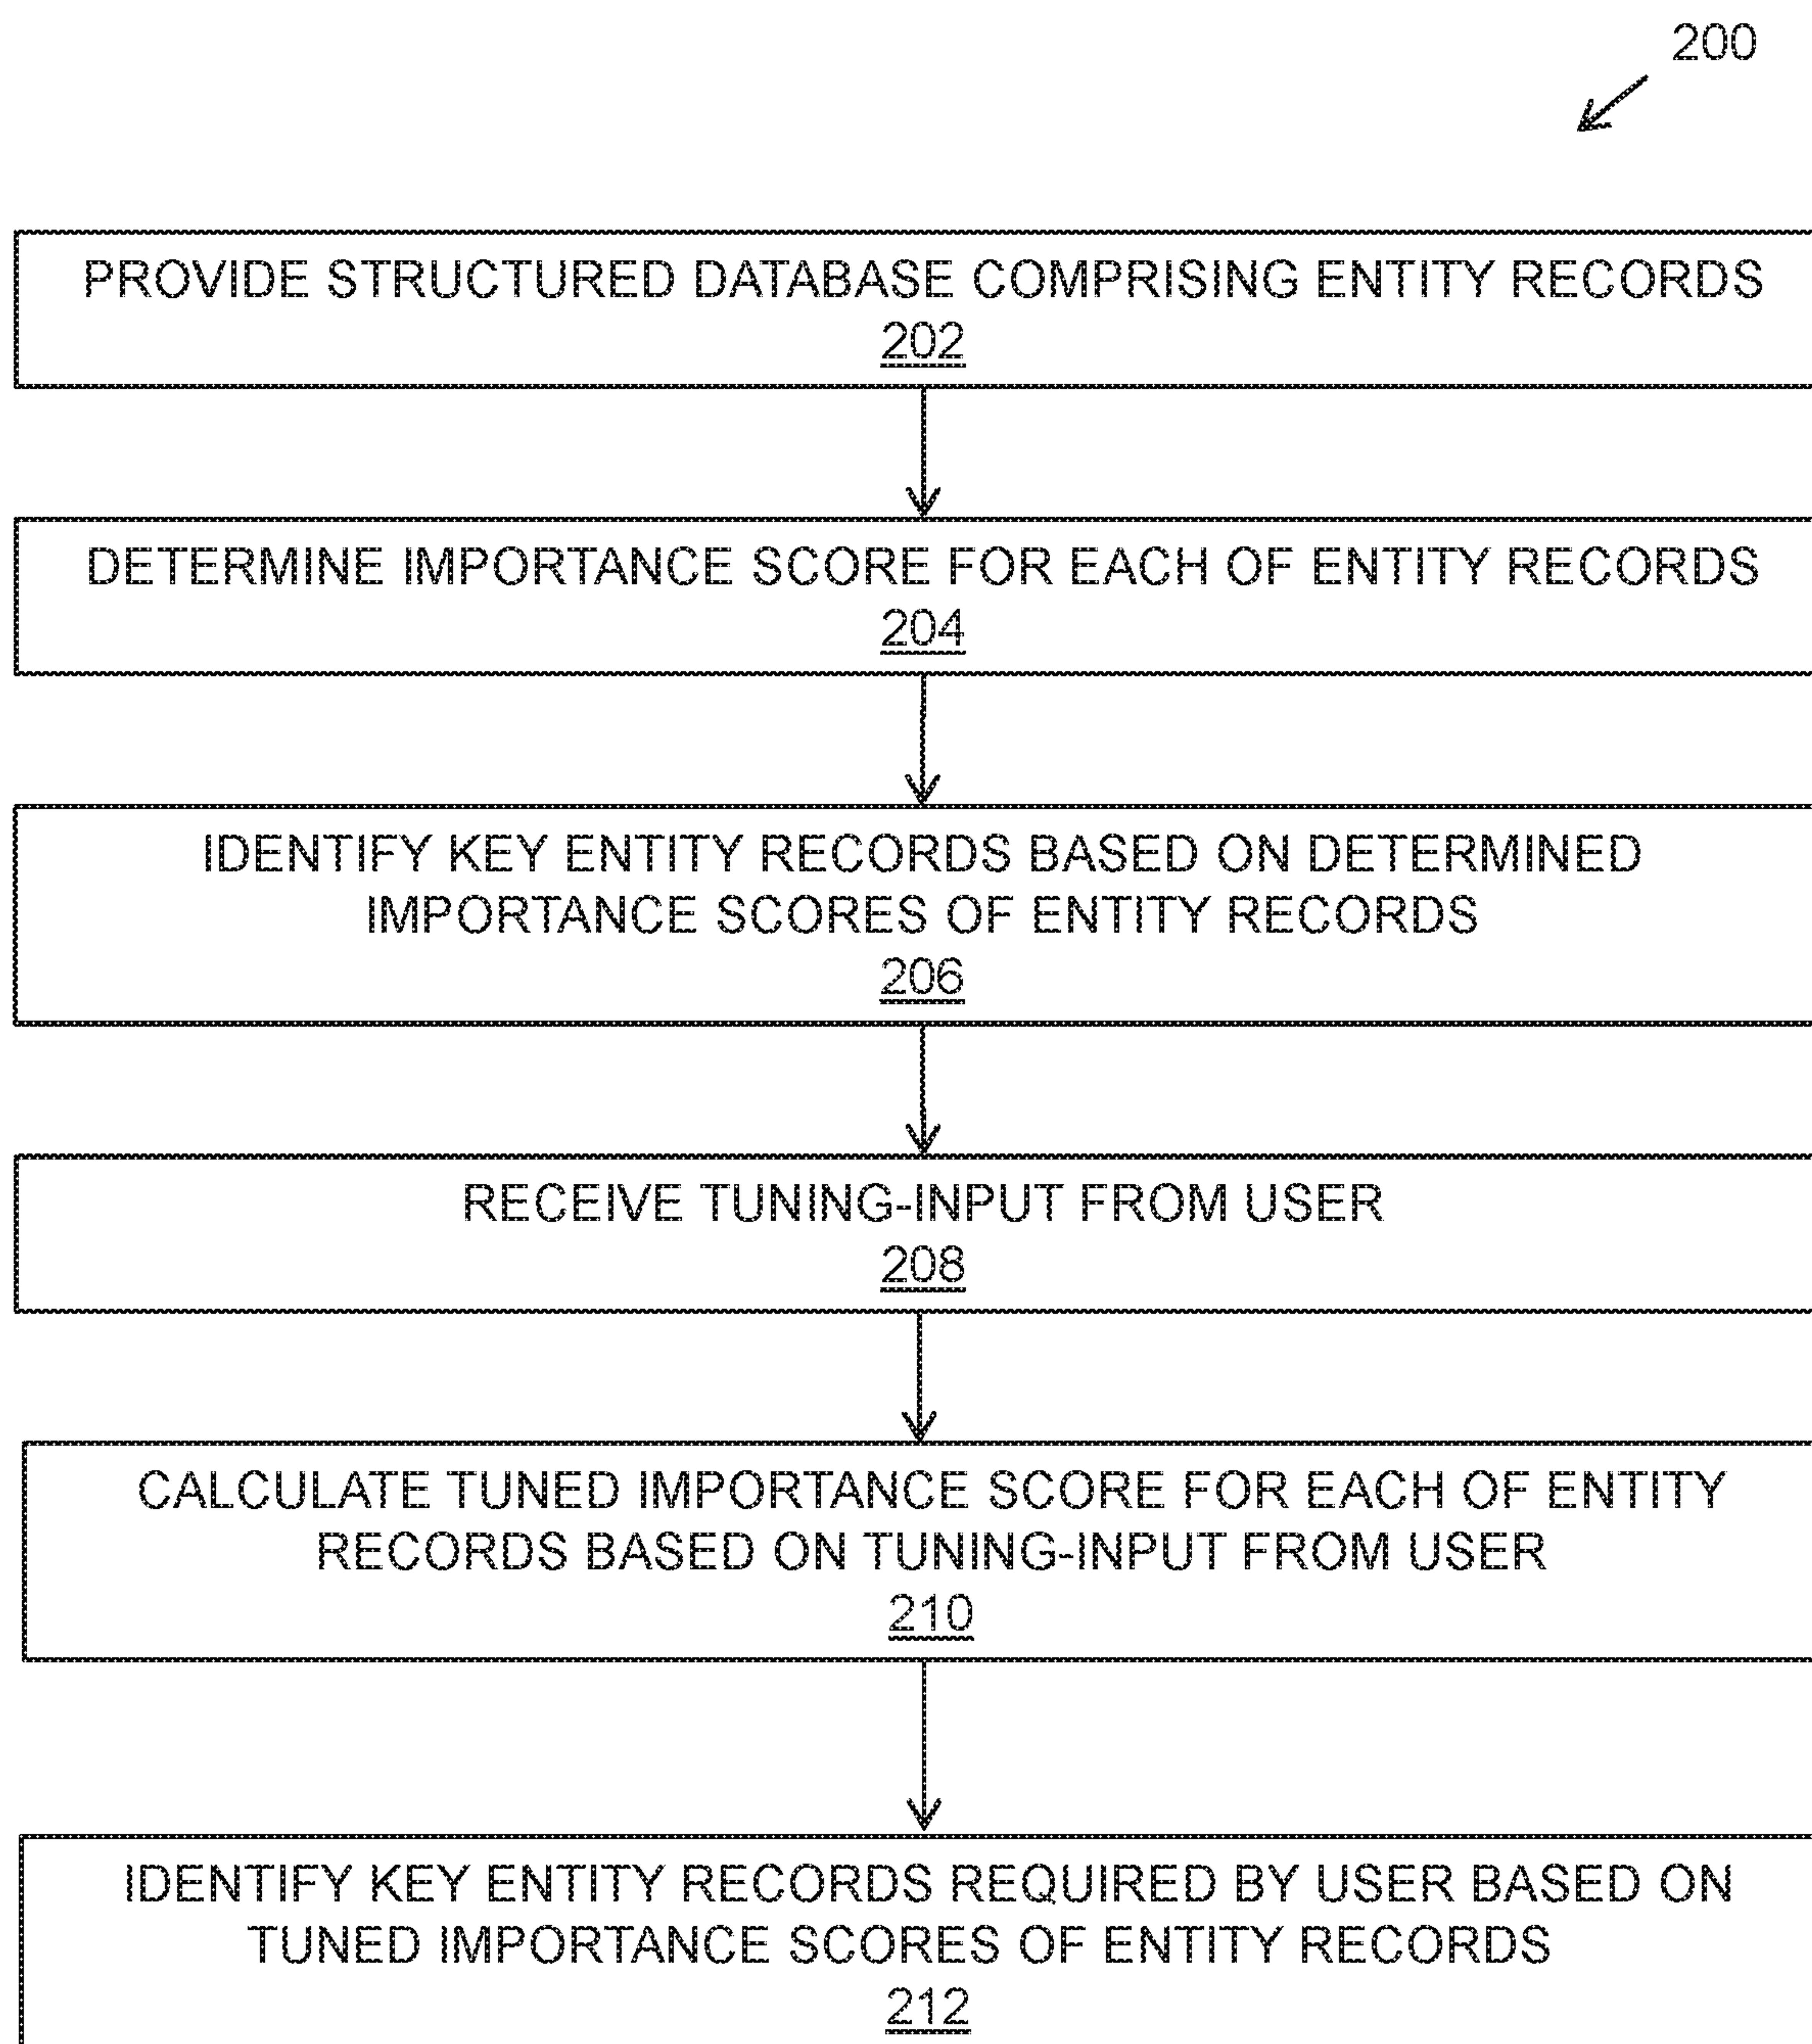 200
PROVIDE STRUCTURED DATABASE COMPRISING ENTITY RECORDS
202
DETERMINE IMPORTANCE SCORE FOR EACH OF ENTITY RECORDS
204
IDENTIFY KEY ENTITY RECORDS BASED ON DETERMINED
IMPORTANCE SCORES OF ENTITY RECORDS
206
RECEIVE TUNING-INPUT FROM USER
208
CALCULATE TUNED IMPORTANCE SCORE FOR EACH OF ENTITY
RECORDS BASED ON TUNING-INPUT FROM USER
210
IDENTIFY KEY ENTITY RECORDS REQUIRED BY USER BASED ON
TUNED IMPORTANCE SCORES OF ENTITY RECORDS
212